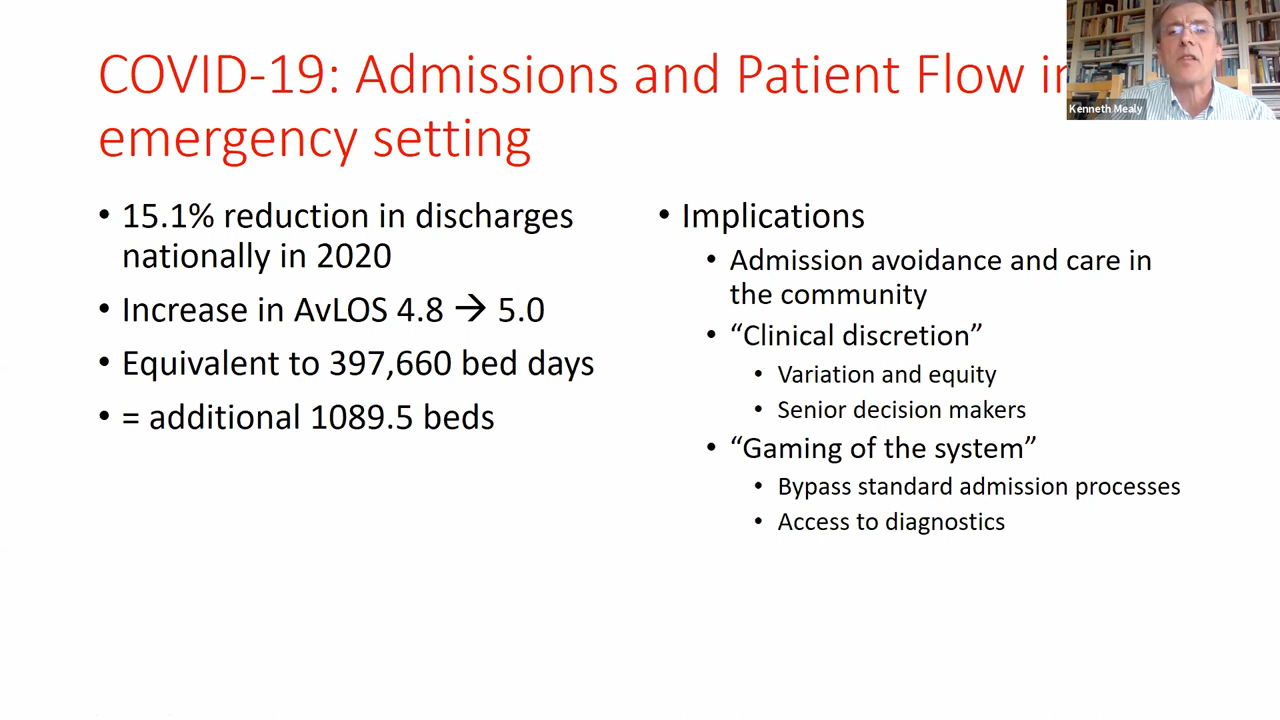 COVID-19: Admissions and Patient Flow in
emergency setting
Kenneth Mealy
• 15.1% reduction in discharges
nationally in 2020
• Increase in AvLOS 4.8 → 5.0
• Equivalent to 397,660 bed days
• = additional 1089.5 beds
• Implications
• Admission avoidance and care in
the community
• “Clinical discretion”
• Variation and equity
• Senior decision makers
• “Gaming of the system”
• Bypass standard admission processes
• Access to diagnostics